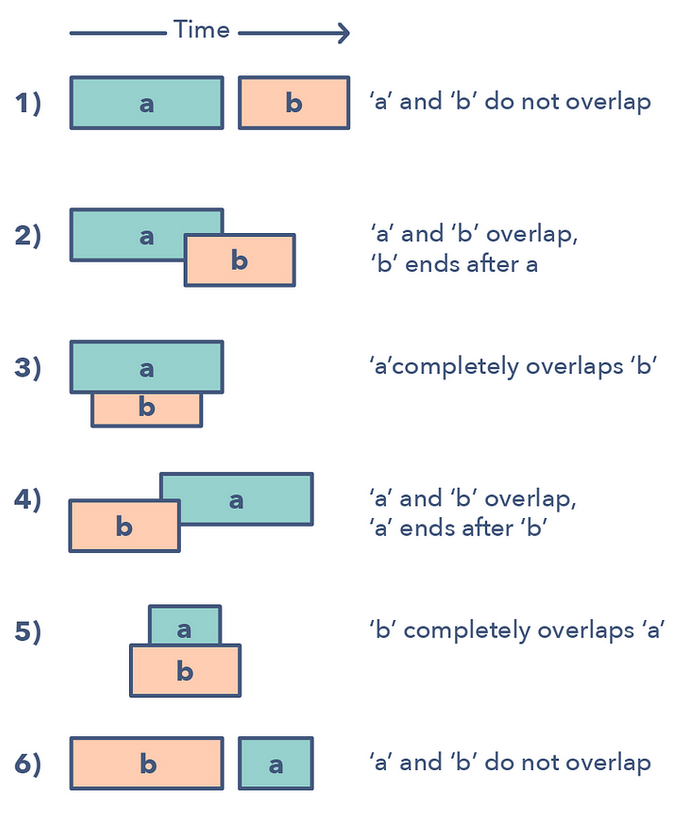 Time
1)
a
b
‘a’ and ‘b’ do not overlap
2)
a
b
‘a’ and ‘b’ overlap,
‘b’ ends after a
3)
a
b
‘a’completely overlaps ‘b’
4)
a
b
‘a’ and ‘b’ overlap,
‘a’ ends after ‘b’
5)
a
b
‘b’ completely overlaps ‘a’
6)
b
a
‘a’ and ‘b’ do not overlap